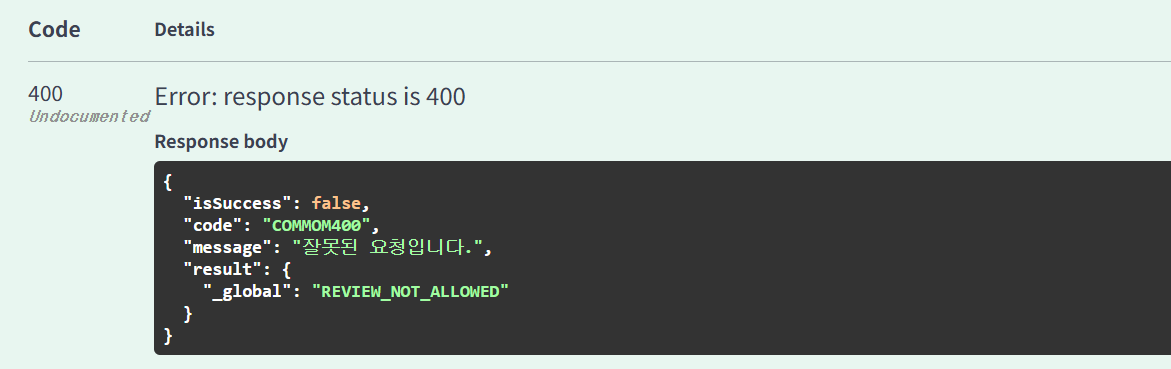 Code Details
400 Error: response status is 400
Undocumented
Response body
{
  "isSuccess": false,
  "code": "COMMOM400",
  "message": "잘못된 요청입니다.",
  "result": {
    "_global": "REVIEW_NOT_ALLOWED"
  }
}